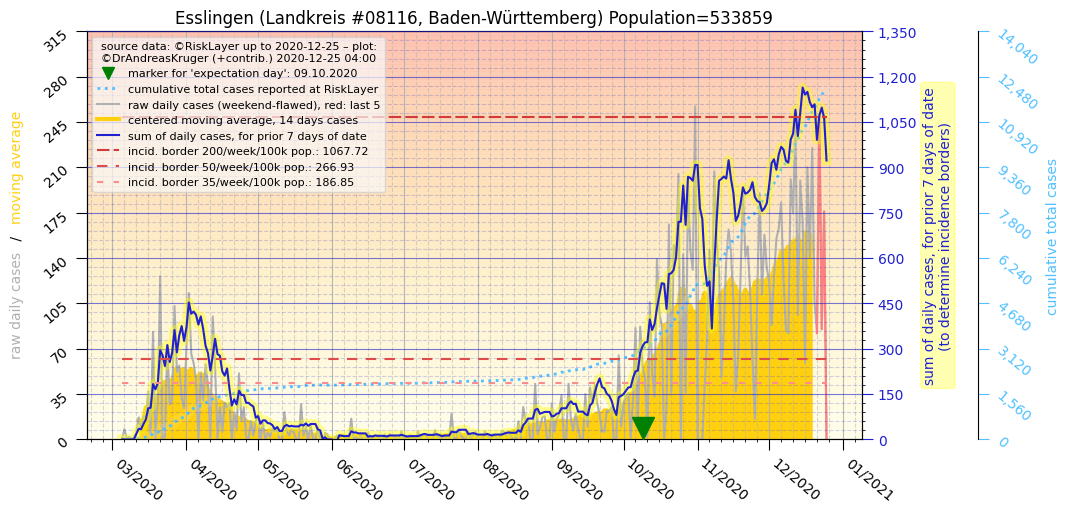 Esslingen (Landkreis #08116, Baden-Württemberg) Population=533859
source data: ©RiskLayer up to 2020-12-25 – plot:
©DrAndreasKruger (+contrib.) 2020-12-25 04:00
marker for 'expectation day': 09.10.2020
cumulative total cases reported at RiskLayer
raw daily cases (weekend-flawed), red: last 5
centered moving average, 14 days
sum of daily cases, for prior 7 days of date
incid. border 200/week/100k pop.: 1067.72
incid. border 50/week/100k pop.: 266.93
incid. border 35/week/100k pop.: 186.85
raw daily cases / moving average
315
280
245
210
175
140
105
70
35
0
03/2020
04/2020
05/2020
06/2020
07/2020
08/2020
09/2020
10/2020
11/2020
12/2020
01/2021
1,350
1,200
1,050
900
750
600
450
300
150
0
sum of daily cases, for prior 7 days of date
(to determine incidence borders)
14,040
12,480
10,920
9,360
7,800
6,240
4,680
3,120
1,560
0
cumulative total cases